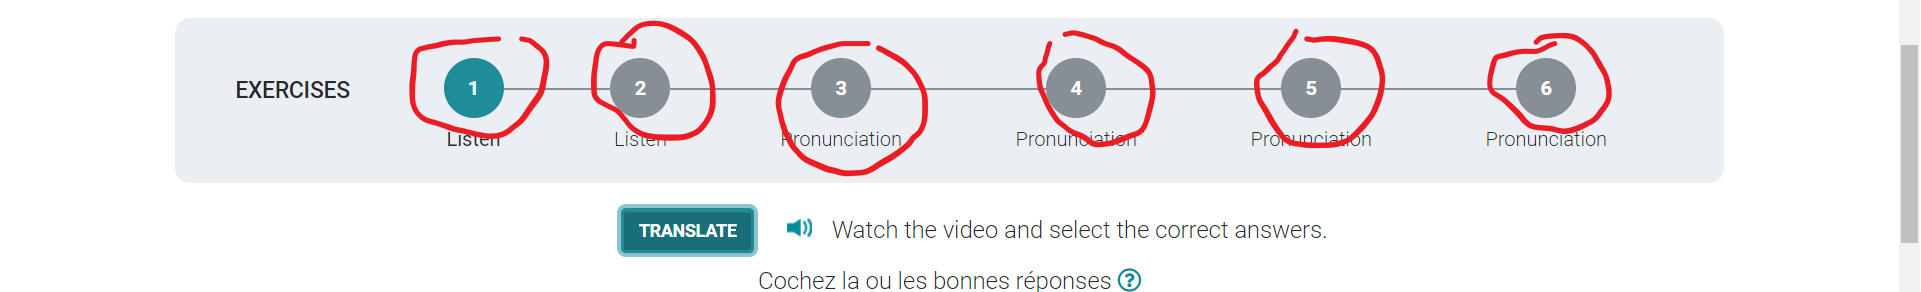 EXERCISES
1 2 3 4 5 6
Listen Listen Pronunciation Pronunciation Pronunciation Pronunciation
TRANSLATE Watch the video and select the correct answers.
Cochez la ou les bonnes réponses ?